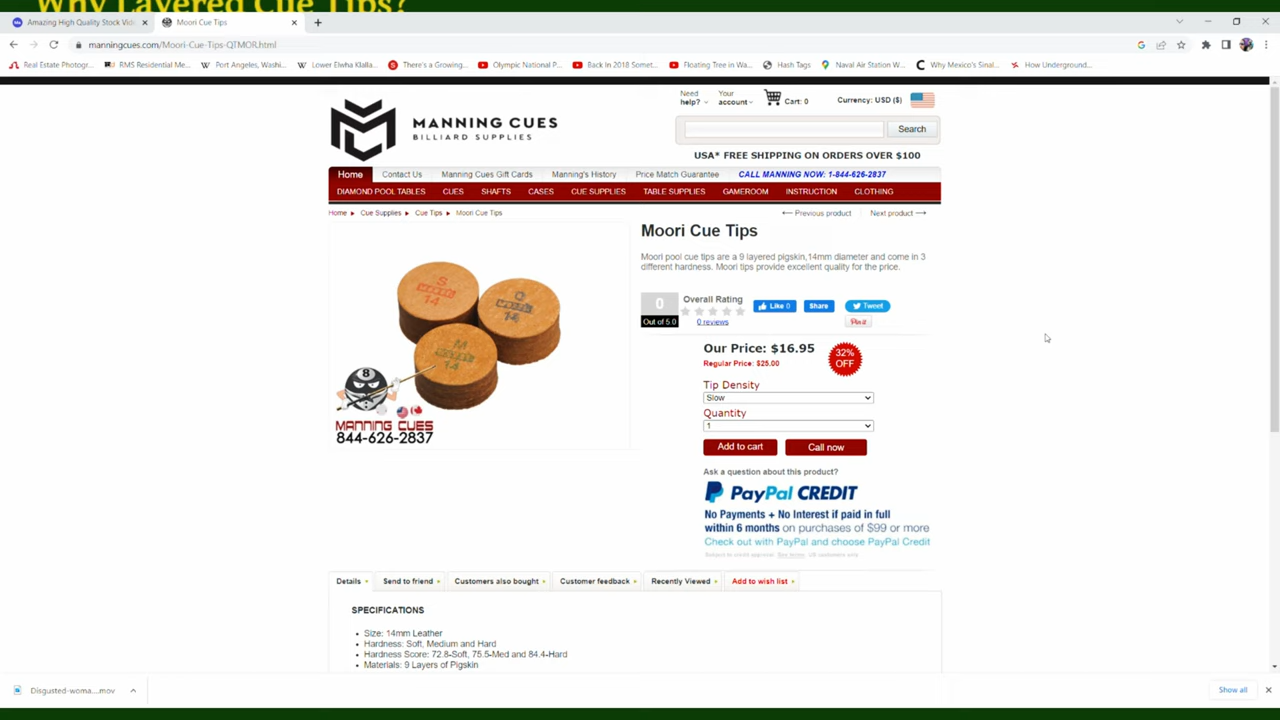 Why Layered Cue Tips?
Amazing High Quality Stock Vid
Moori Cue Tips
manningcues.com/Moori-Cue-Tips-QTMOR.html
Real Estate Photogr...
RMS Residential Me...
Port Angeles, Washi...
Lower Elwha Klalla...
There's a Growing...
Olympic National P...
Back In 2018 Somet...
Floating Tree in Wa...
Hash Tags
Naval Air Station W...
Why Mexico's Sinal...
How Underground...
MANNING CUES
BILLIARD SUPPLIES
Need help?
Your account
Cart: 0
Currency: USD ($)
Search
USA* FREE SHIPPING ON ORDERS OVER $100
Home Contact Us Manning Cues Gift Cards Manning's History Price Match Guarantee CALL MANNING NOW: 1-844-626-2837
DIAMOND POOL TABLES CUES SHAFTS CASES CUE SUPPLIES TABLE SUPPLIES GAMEROOM INSTRUCTION CLOTHING
Home Cue Supplies Cue Tips Moori Cue Tips
Previous product Next product
S
MOORI
14
Q
MOORI
14
M
MOORI
14
8
MANNING CUES
844-626-2837
Moori Cue Tips
Moori pool cue tips are a 9 layered pigskin,14mm diameter and come in 3
different hardness. Moori tips provide excellent quality for the price.
0
Out of 5.0
Overall Rating
0 reviews
Like 0
Share
Tweet
Pin it
Our Price: $16.95
Regular Price: $25.00
32%
OFF
Tip Density
Slow
Quantity
1
Add to cart Call now
Ask a question about this product?
PayPal CREDIT
No Payments + No Interest if paid in full
within 6 months on purchases of $99 or more
Check out with PayPal and choose PayPal Credit
Subject to credit approval. See terms. US customers only.
Details Send to friend Customers also bought Customer feedback Recently Viewed Add to wish list
SPECIFICATIONS
Size: 14mm Leather
Hardness: Soft, Medium and Hard
Hardness Score: 72.8-Soft, 75.5-Med and 84.4-Hard
Materials: 9 Layers of Pigskin
Disgusted-woma....mov
Show all